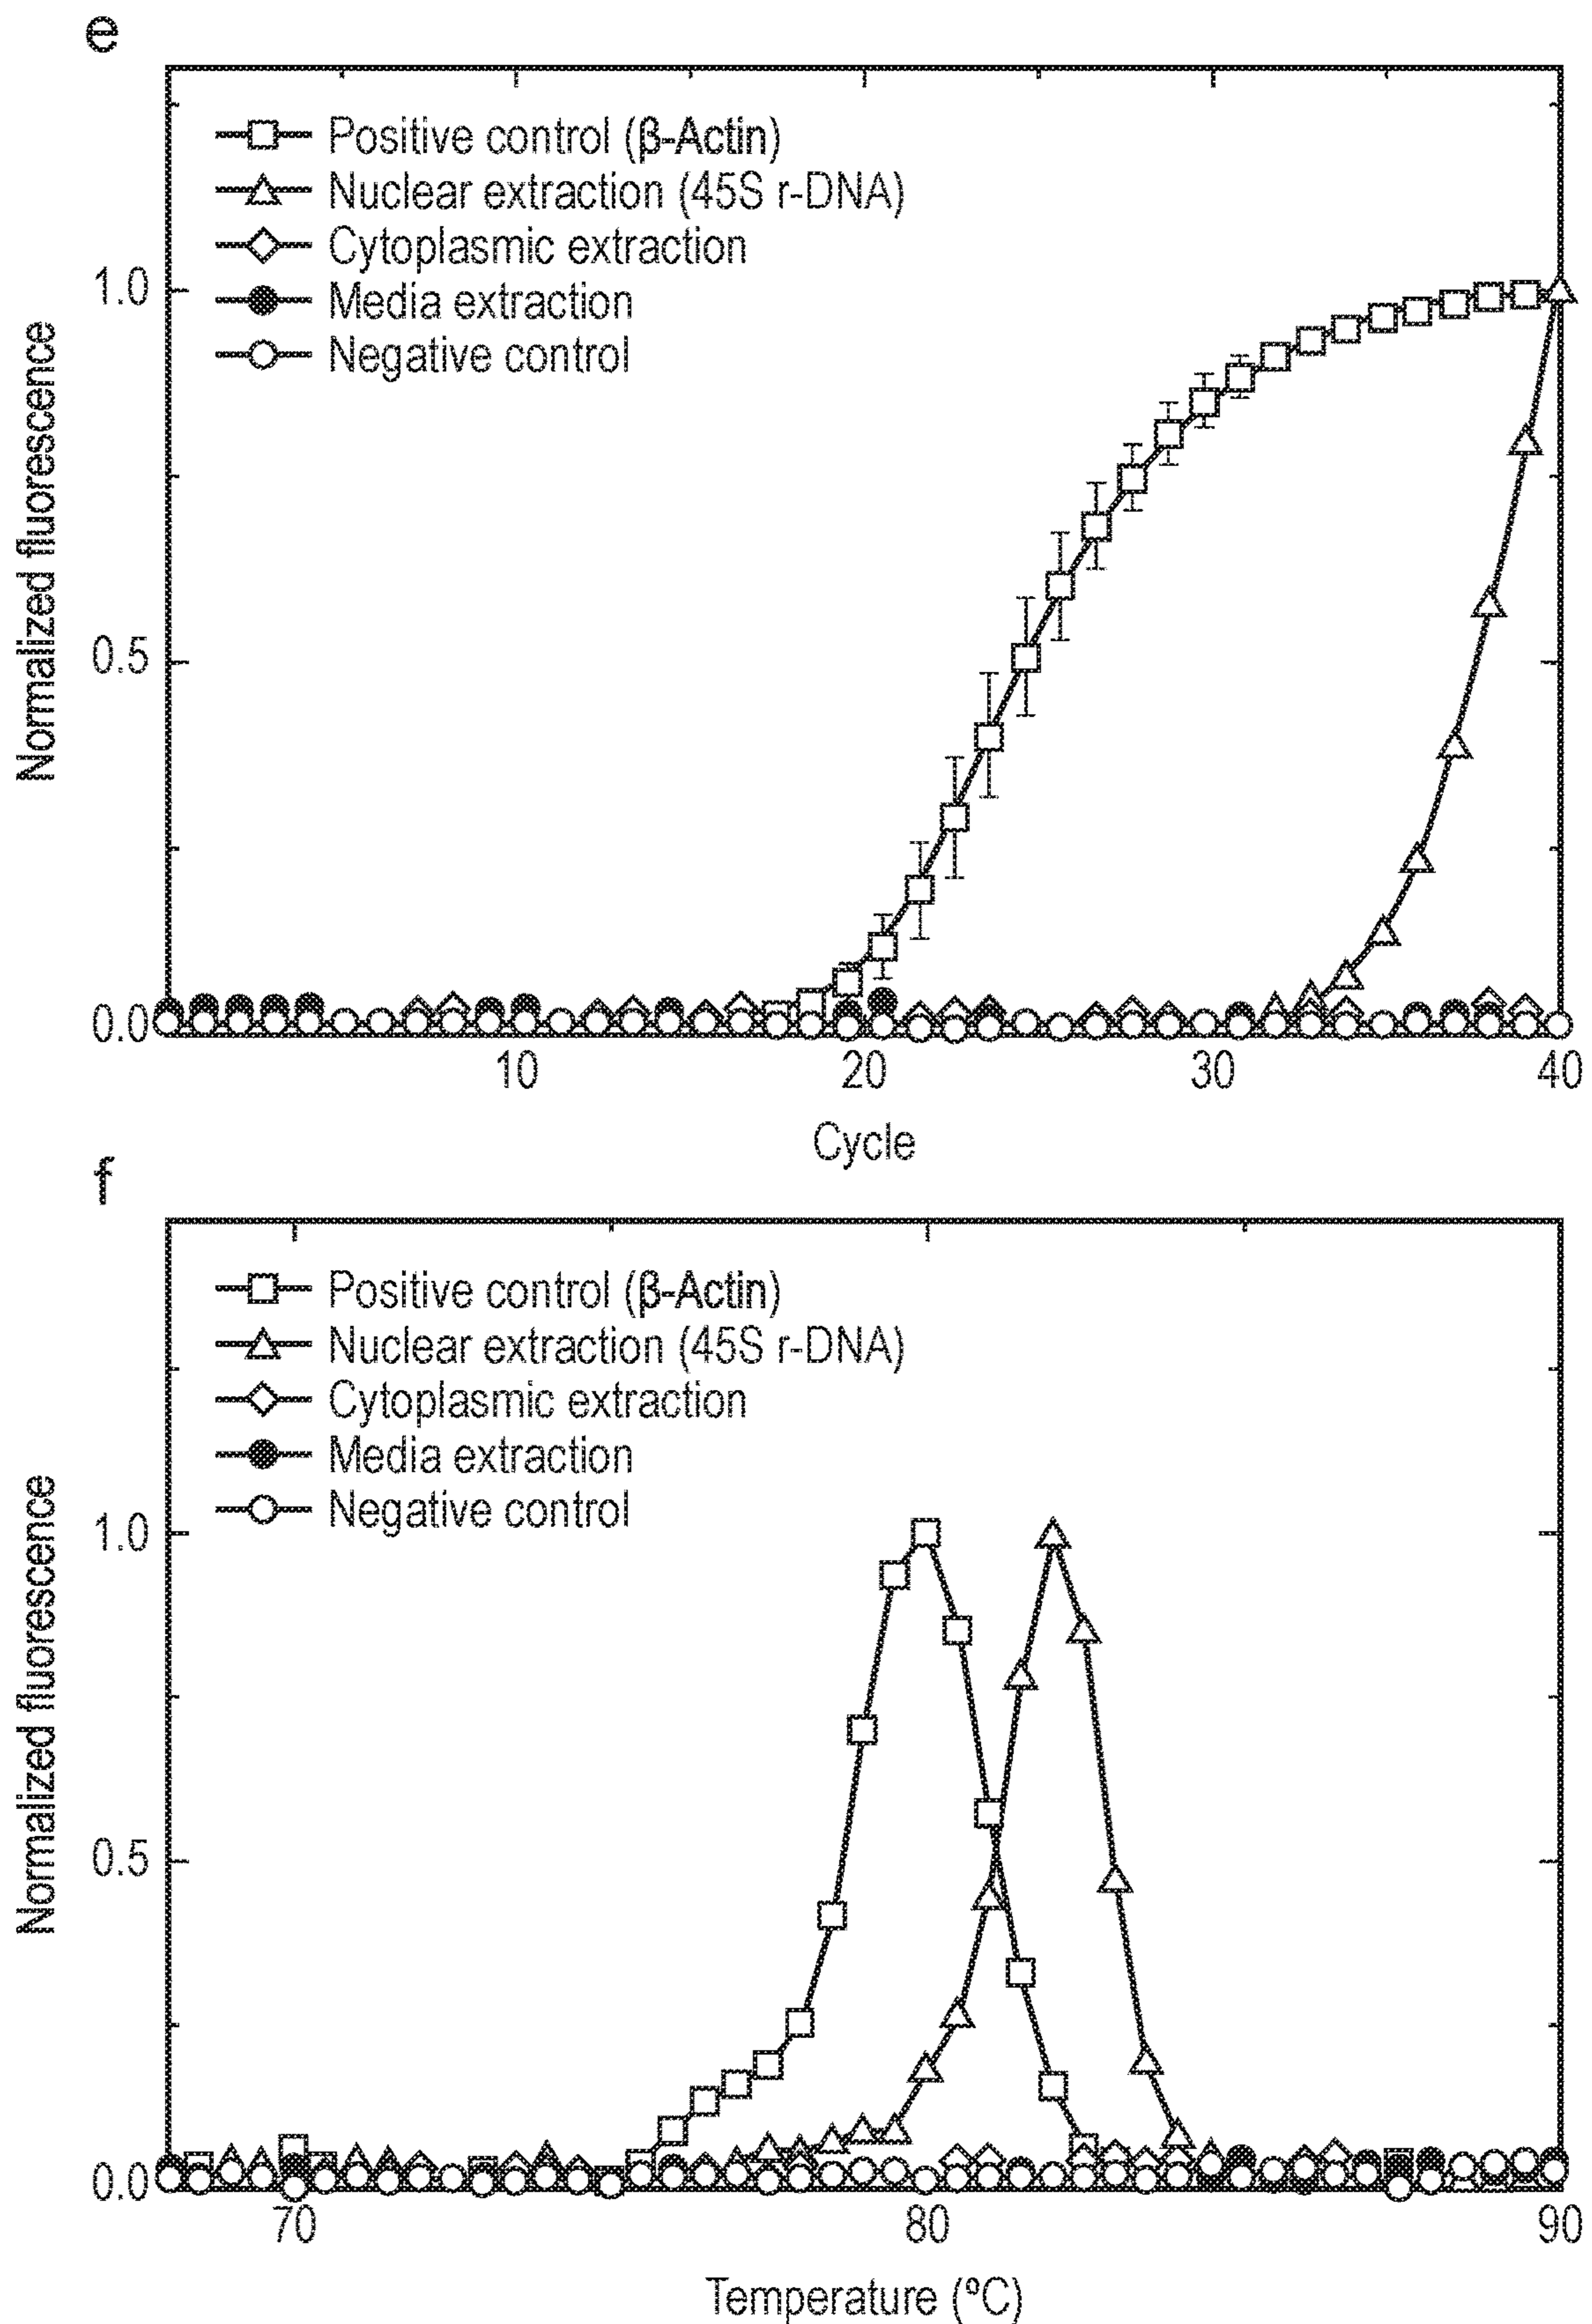 e
Positive control (β-Actin)
Nuclear extraction (45S r-DNA)
Cytoplasmic extraction
Media extraction
Negative control
Normalized fluorescence
1.0
0.5
0.0
10 20 30 40
Cycle
f
Positive control (β-Actin)
Nuclear extraction (45S r-DNA)
Cytoplasmic extraction
Media extraction
Negative control
Normalized fluorescence
1.0
0.5
0.0
70 80 90
Temperature (ºC)